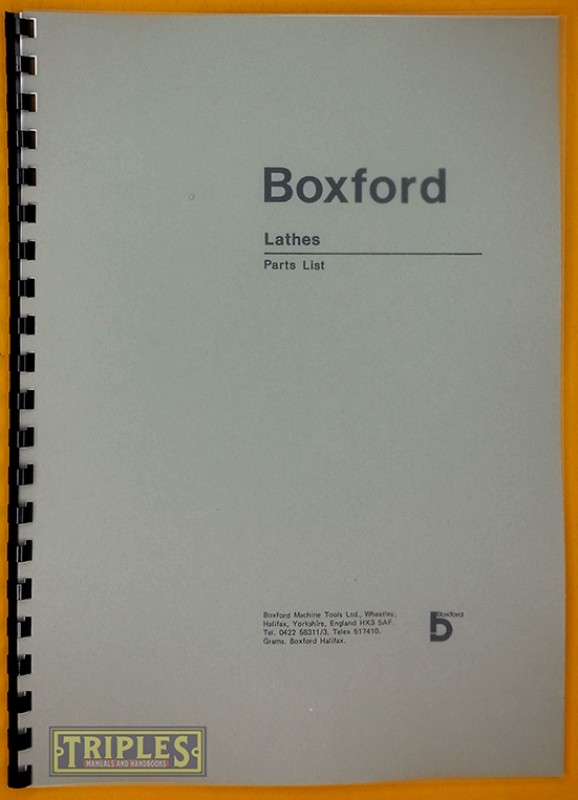 Boxford
Lathes
Parts List
Boxford Machine Tools Ltd., Wheatley,
Halifax, Yorkshire, England HX3 5AF.
Tel. 0422 58311/3. Telex 517410.
Grams. Boxford Halifax.
Boxford
b
TRIPLES
MANUALS AND HANDBOOKS